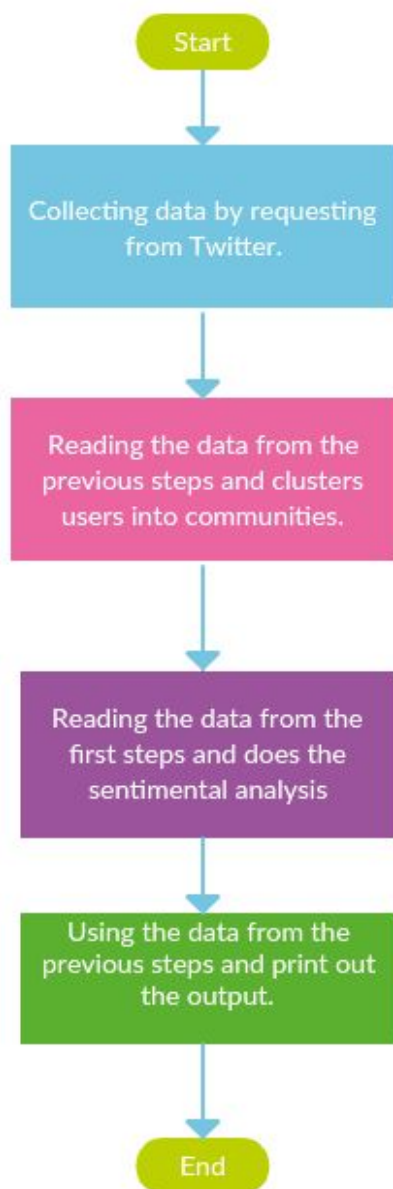 Start
Collecting data by requesting
from Twitter.
Reading the data from the
previous steps and clusters
users into communities.
Reading the data from the
first steps and does the
sentimental analysis
Using the data from the
previous steps and print out
the output.
End